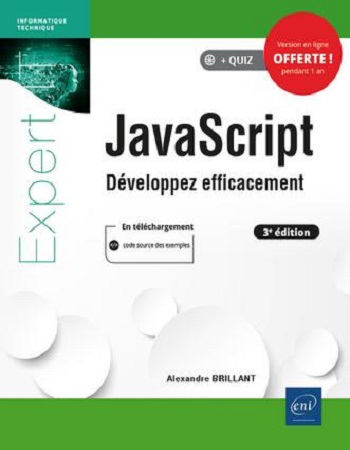 INFORMATIQUE
TECHNIQUE
+ QUIZ
Version en ligne
OFFERTE !
pendant 1 an
Expert IT
JavaScript
Développez efficacement
En téléchargement
code source des exemples
3e édition
Alexandre BRILLANT
eni